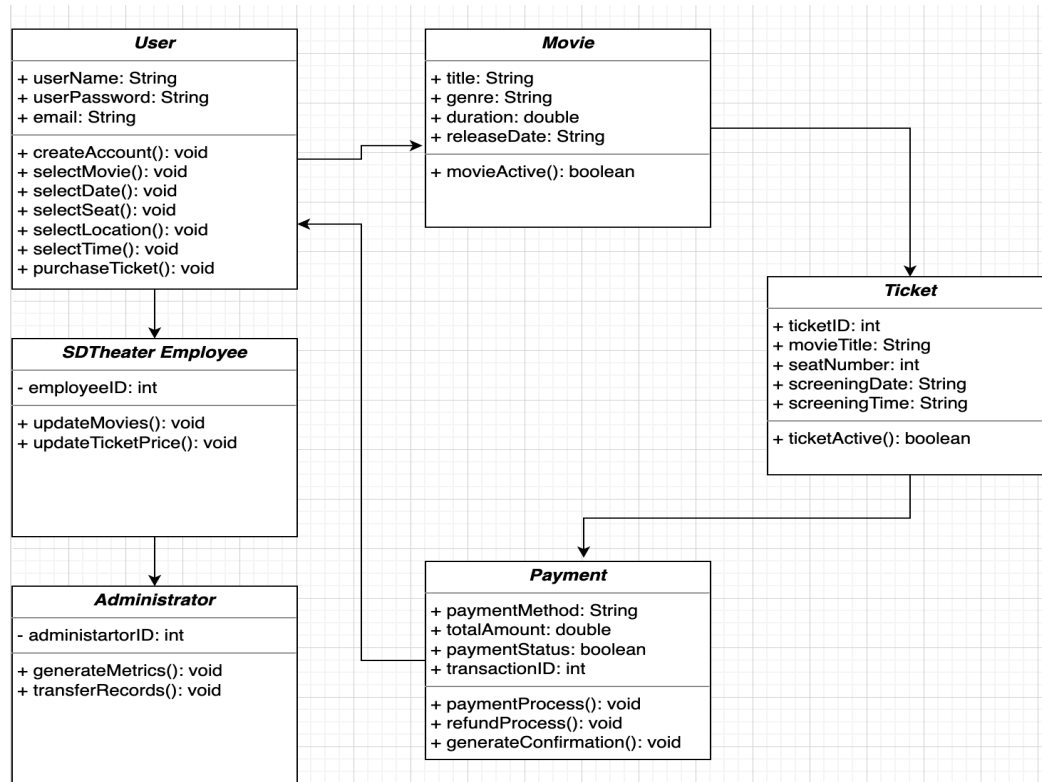 User
+ userName: String
+ userPassword: String
+ email: String
+ createAccount(): void
+ selectMovie(): void
+ selectDate(): void
+ selectSeat(): void
+ selectLocation(): void
+ selectTime(): void
+ purchaseTicket(): void
Movie
+ title: String
+ genre: String
+ duration: double
+ releaseDate: String
+ movieActive(): boolean
Ticket
+ ticketID: int
+ movieTitle: String
+ seatNumber: int
+ screeningDate: String
+ screeningTime: String
+ ticketActive(): boolean
SDTheater Employee
- employeeID: int
+ updateMovies(): void
+ updateTicketPrice(): void
Administrator
- administartorID: int
+ generateMetrics(): void
+ transferRecords(): void
Payment
+ paymentMethod: String
+ totalAmount: double
+ paymentStatus: boolean
+ transactionID: int
+ paymentProcess(): void
+ refundProcess(): void
+ generateConfirmation(): void